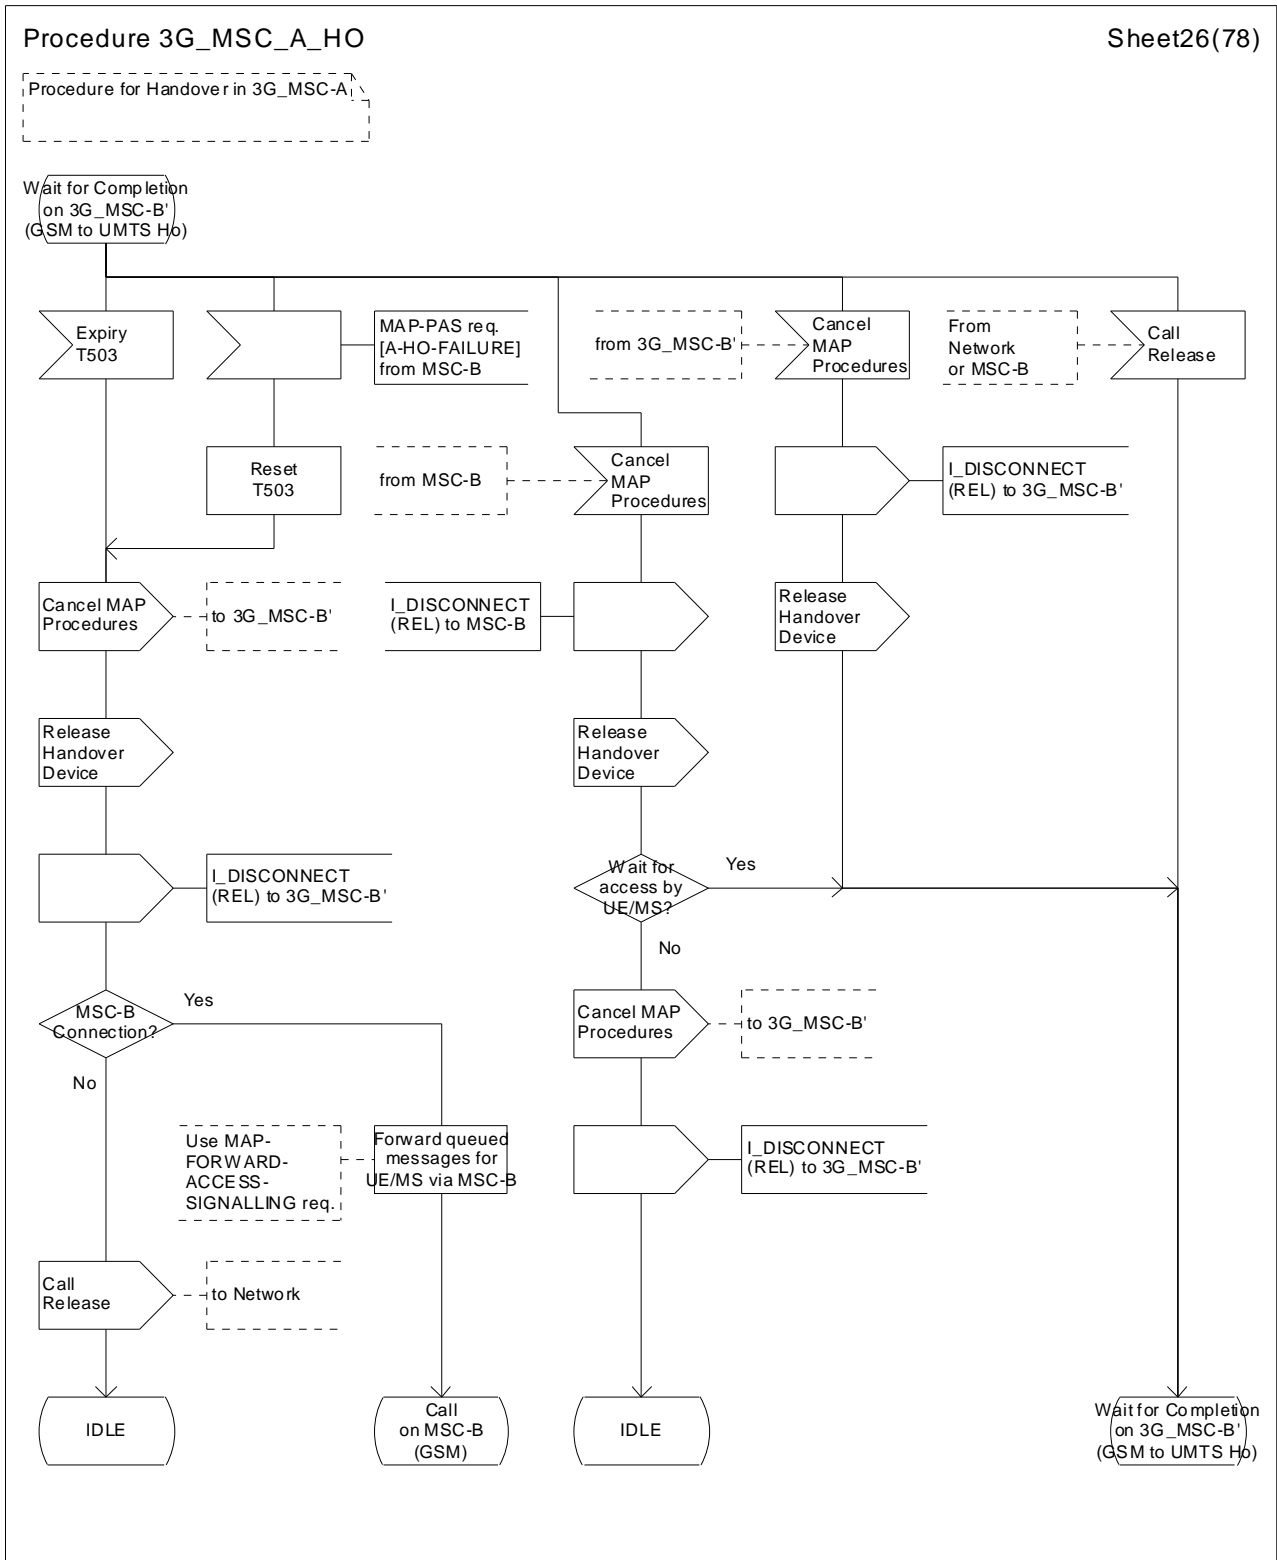 Procedure 3G_MSC_A_HO
Sheet26(78)
Procedure for Handover in 3G_MSC-A
Wait for Completion
on 3G_MSC-B'
(GSM to UMTS Ho)
Expiry
T503
MAP-PAS req.
[A-HO-FAILURE]
from MSC-B
from 3G_MSC-B'
Cancel
MAP
Procedures
From
Network
or MSC-B
Call
Release
Reset
T503
from MSC-B
Cancel
MAP
Procedures
I_DISCONNECT
(REL) to 3G_MSC-B'
Cancel MAP
Procedures
to 3G_MSC-B'
I_DISCONNECT
(REL) to MSC-B
Release
Handover
Device
Release
Handover
Device
Release
Handover
Device
I_DISCONNECT
(REL) to 3G_MSC-B'
Wait for
access by
UE/MS?
Yes
No
MSC-B
Connection?
Yes
No
Cancel MAP
Procedures
to 3G_MSC-B'
Use MAP-
FORWARD-
ACCESS-
SIGNALLING req.
Forward queued
messages for
UE/MS via MSC-B
I_DISCONNECT
(REL) to 3G_MSC-B'
Call
Release
to Network
IDLE
Call
on MSC-B
(GSM)
IDLE
Wait for Completion
on 3G_MSC-B'
(GSM to UMTS Ho)